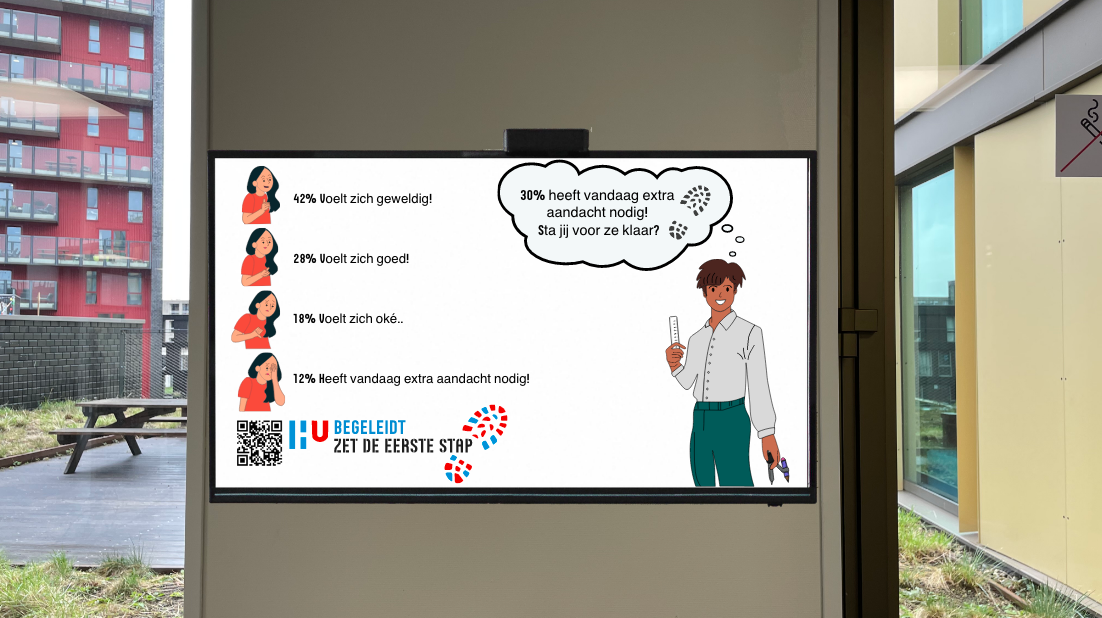 42% Voelt zich geweldig!
28% Voelt zich goed!
18% Voelt zich oké..
12% Heeft vandaag extra aandacht nodig!
30% heeft vandaag extra
aandacht nodig!
Sta jij voor ze klaar?
HU BEGELEIDT
ZET DE EERSTE STAP